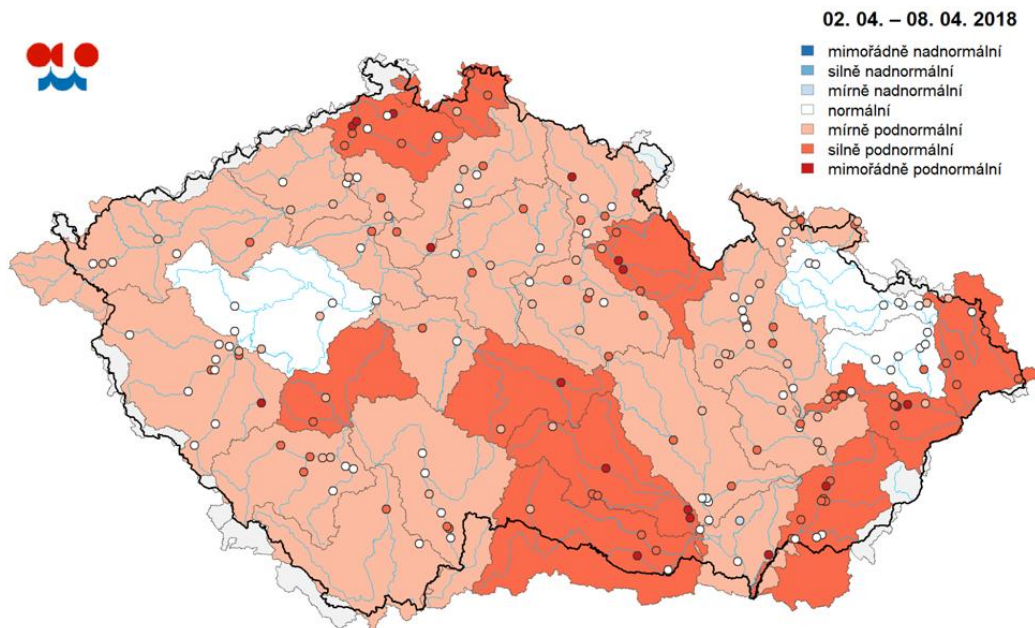 02. 04. – 08. 04. 2018
mimořádně nadnormální
silně nadnormální
mírně nadnormální
normální
mírně podnormální
silně podnormální
mimořádně podnormální